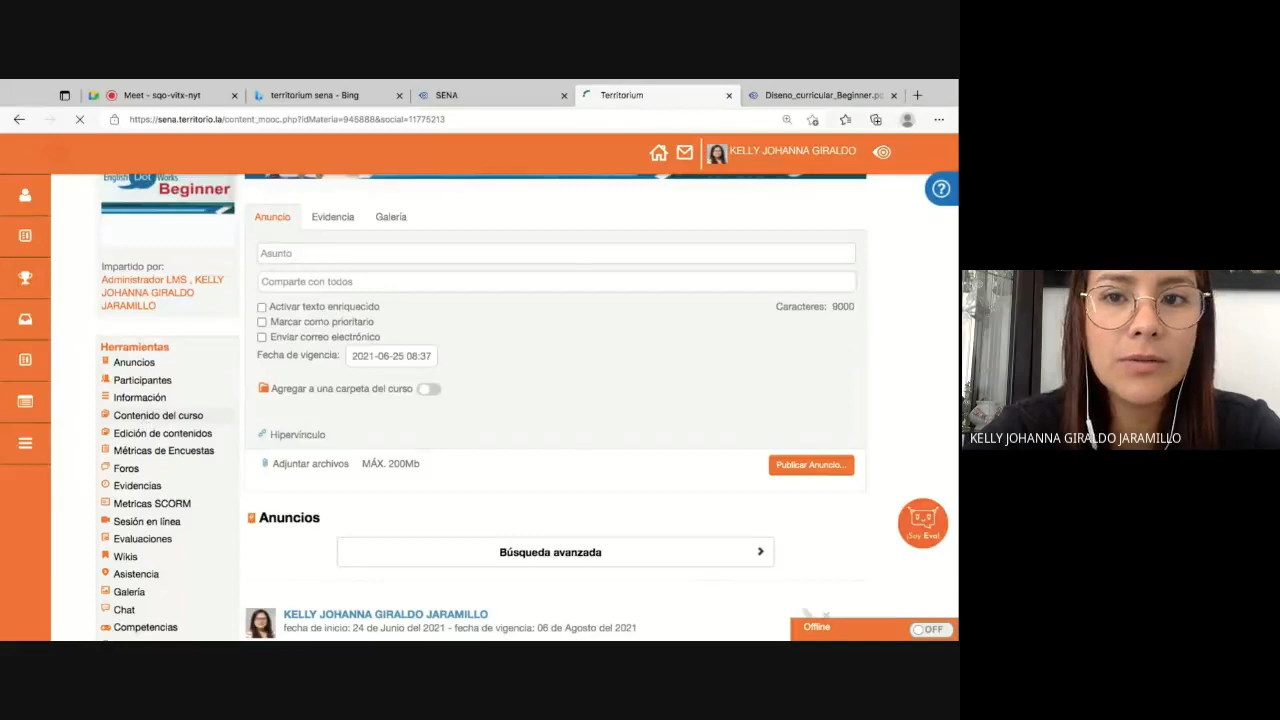 Meet - sqo-vitx-nyt
territorium sena - Bing
SENA
Territorium
Diseno_curricular_Beginner.pc
https://sena.territorio.la/content_mooc.php?idMateria=945888&social=11775213
KELLY JOHANNA GIRALDO
English Dot Works
Beginner
Impartido por:
Administrador LMS , KELLY
JOHANNA GIRALDO
JARAMILLO
Herramientas
Anuncios
Participantes
Información
Contenido del curso
Edición de contenidos
Métricas de Encuestas
Foros
Evidencias
Metricas SCORM
Sesión en línea
Evaluaciones
Wikis
Asistencia
Galería
Chat
Competencias
Anuncio
Evidencia
Galería
Asunto
Comparte con todos
Activar texto enriquecido
Caracteres: 9000
Marcar como prioritario
Enviar correo electrónico
Fecha de vigencia: 2021-06-25 08:37
Agregar a una carpeta del curso
Hipervínculo
Adjuntar archivos MÁX. 200Mb
Publicar Anuncio...
Anuncios
Búsqueda avanzada
KELLY JOHANNA GIRALDO JARAMILLO
fecha de inicio: 24 de Junio del 2021 - fecha de vigencia: 06 de Agosto del 2021
¡Soy Eva!
Offline
OFF
KELLY JOHANNA GIRALDO JARAMILLO